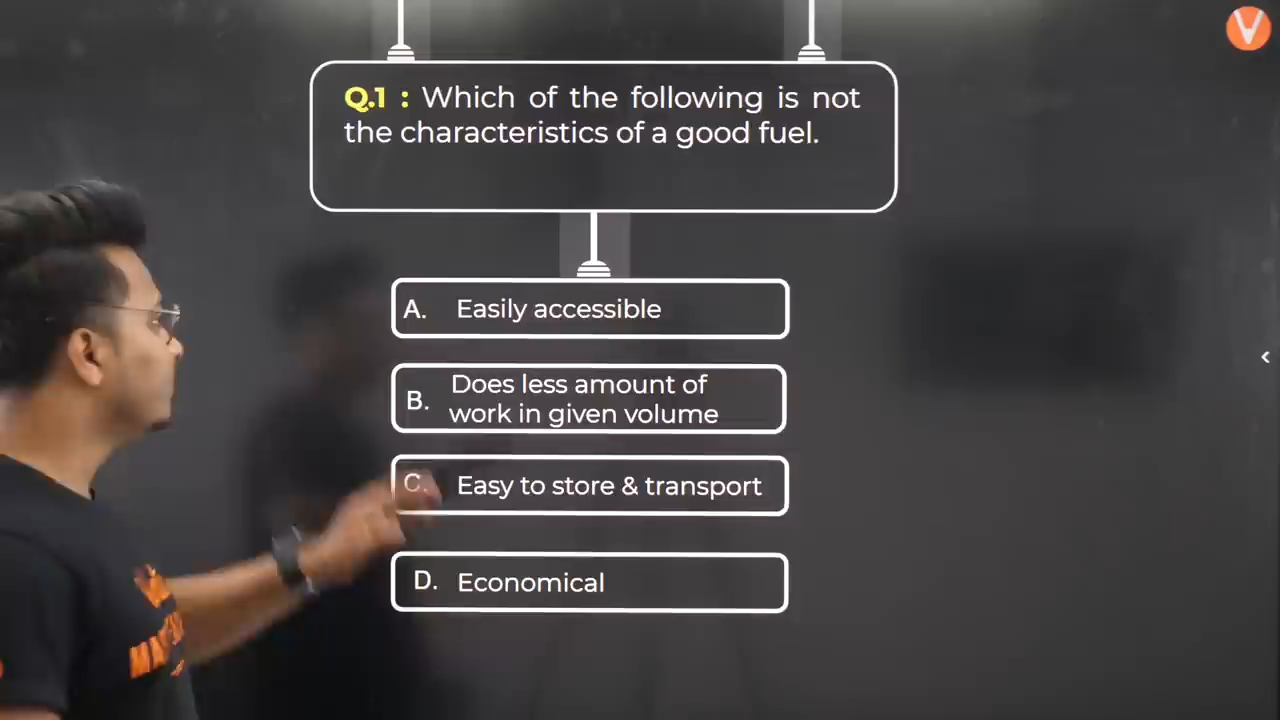 Q.1 : Which of the following is not
the characteristics of a good fuel.
A. Easily accessible
B. Does less amount of
work in given volume
C. Easy to store & transport
D. Economical